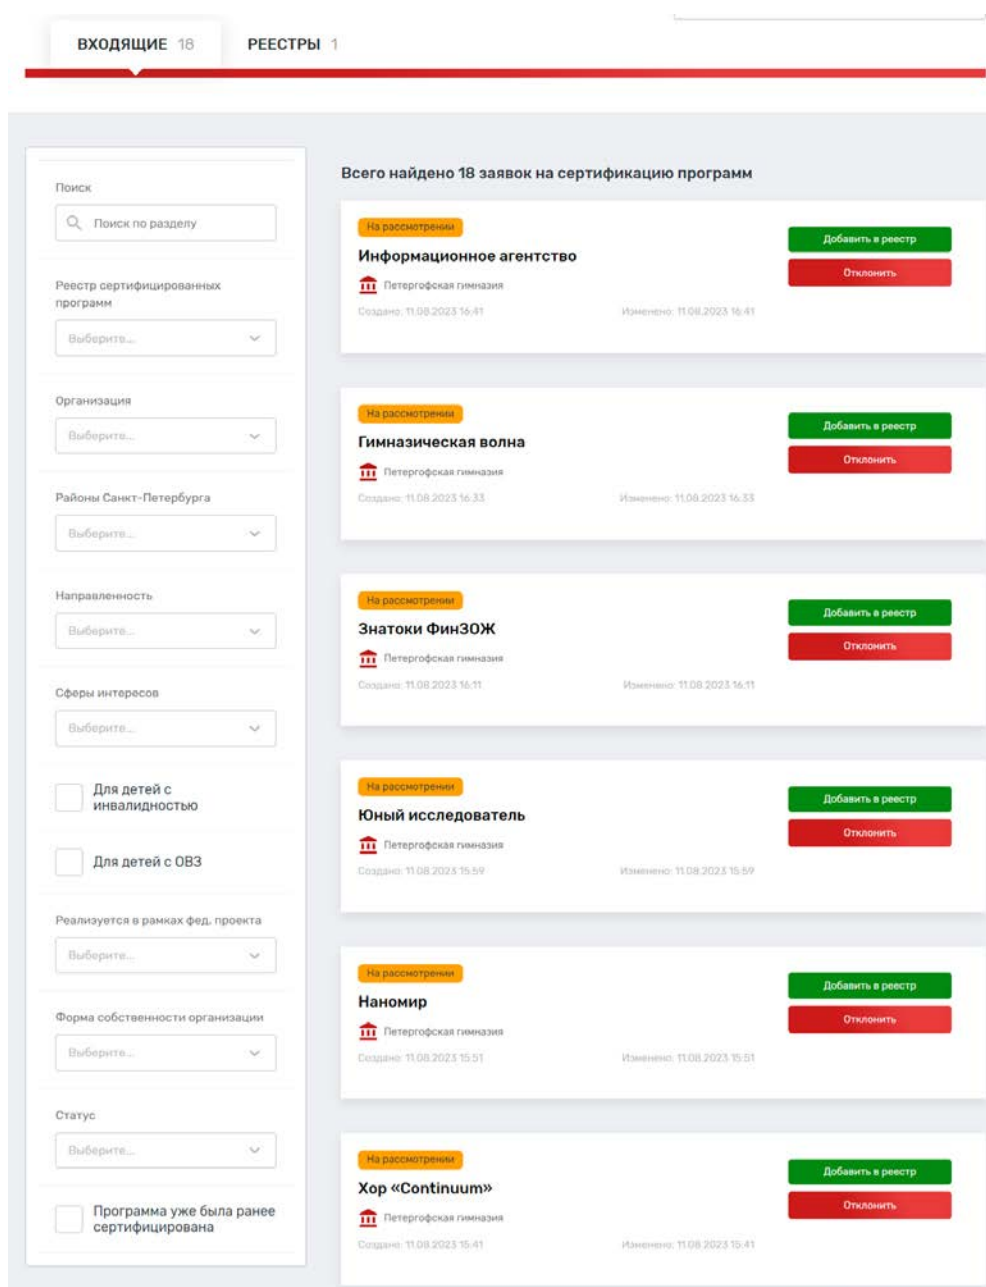 ВХОДЯЩИЕ 18
РЕЕСТРЫ 1
Поиск
Поиск по разделу
Реестр сертифицированных
программ
Выберите...
Организация
Выберите...
Районы Санкт-Петербурга
Выберите...
Направленность
Выберите...
Сферы интересов
Выберите...
Для детей с
инвалидностью
Для детей с ОВЗ
Реализуется в рамках фед. проекта
Выберите...
Форма собственности организации
Выберите...
Статус
Выберите...
Программа уже была ранее
сертифицирована
Всего найдено 18 заявок на сертификацию программ
На рассмотрении
Информационное агентство
Петергофская гимназия
Создано: 11.08.2023 16:41
Изменено: 11.08.2023 16:41
Добавить в реестр
Отклонить
На рассмотрении
Гимназическая волна
Петергофская гимназия
Создано: 11.08.2023 16:33
Изменено: 11.08.2023 16:33
Добавить в реестр
Отклонить
На рассмотрении
Знатоки ФинЗОЖ
Петергофская гимназия
Создано: 11.08.2023 16:11
Изменено: 11.08.2023 16:11
Добавить в реестр
Отклонить
На рассмотрении
Юный исследователь
Петергофская гимназия
Создано: 11.08.2023 15:59
Изменено: 11.08.2023 15:59
Добавить в реестр
Отклонить
На рассмотрении
Наномир
Петергофская гимназия
Создано: 11.08.2023 15:51
Изменено: 11.08.2023 15:51
Добавить в реестр
Отклонить
На рассмотрении
Хор «Continuum»
Петергофская гимназия
Создано: 11.08.2023 15:41
Изменено: 11.08.2023 15:41
Добавить в реестр
Отклонить